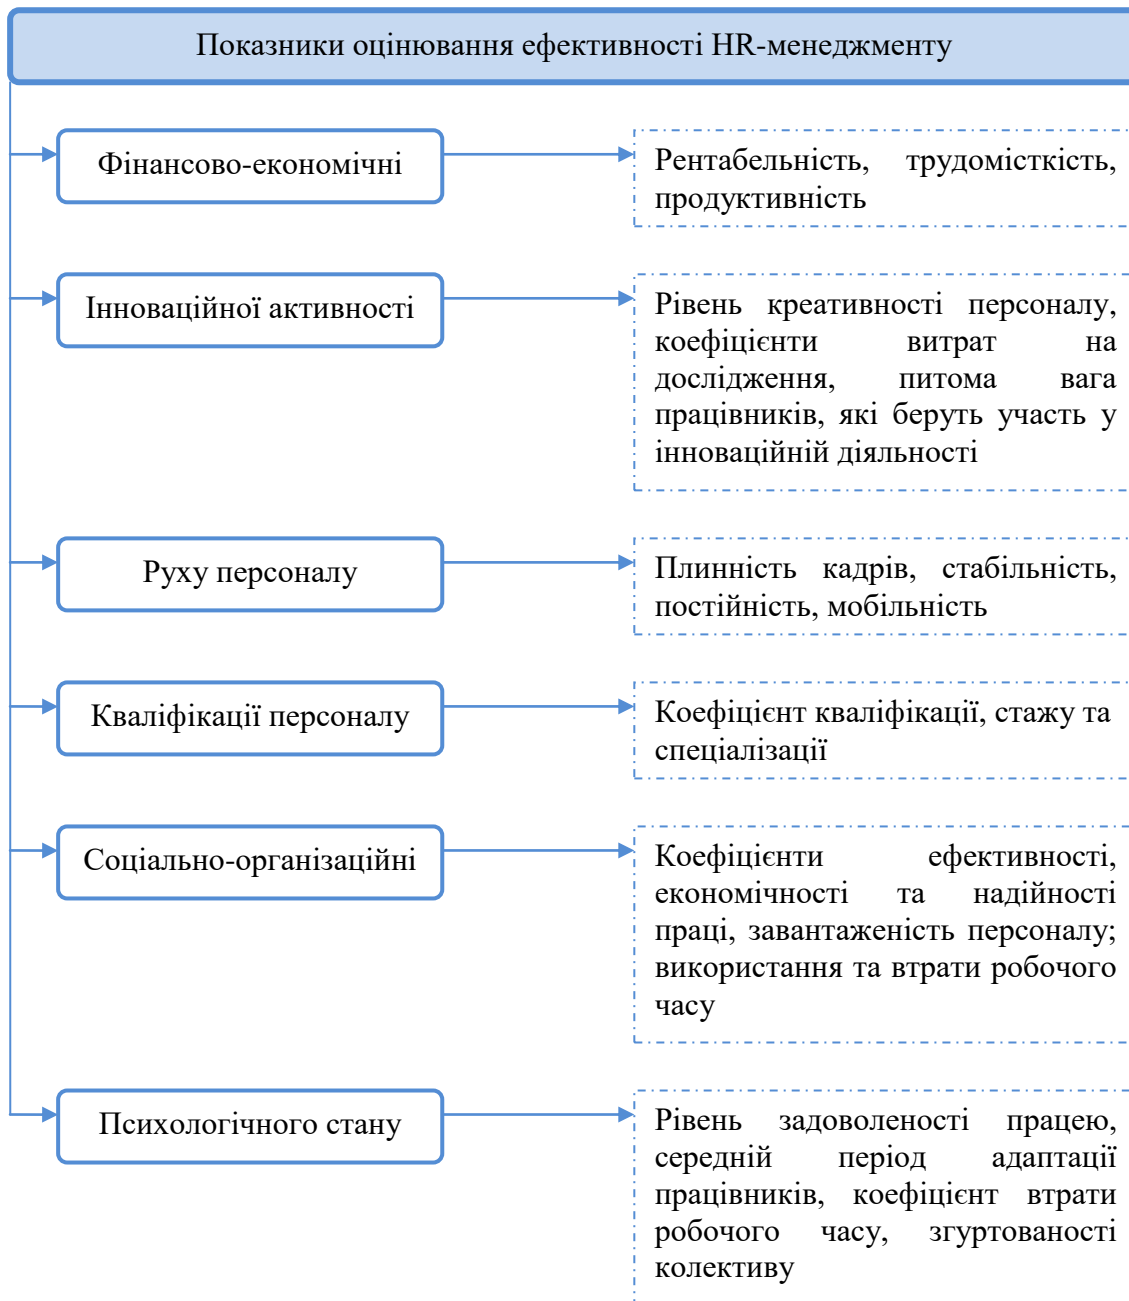 Показники оцінювання ефективності HR-менеджменту
Фінансово-економічні
Рентабельність, трудомісткість,
продуктивність
Інноваційної активності
Рівень креативності персоналу,
коефіцієнти витрат на
дослідження, питома вага
працівників, які беруть участь у
інноваційній діяльності
Руху персоналу
Плинність кадрів, стабільність,
постійність, мобільність
Кваліфікації персоналу
Коефіцієнт кваліфікації, стажу та
спеціалізації
Соціально-організаційні
Коефіцієнти ефективності,
економічності та надійності
праці, завантаженість персоналу;
використання та втрати робочого
часу
Психологічного стану
Рівень задоволеності працею,
середній період адаптації
працівників, коефіцієнт втрати
робочого часу, згуртованості
колективу